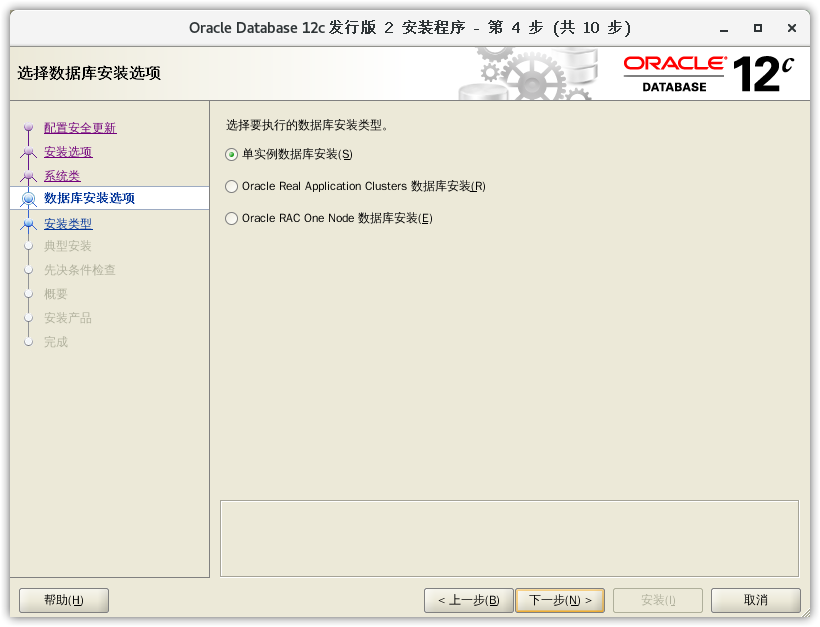 Oracle Database 12c 发行版 2 安装程序 - 第 4 步 (共 10 步)
选择数据库安装选项
ORACLE
DATABASE
12c
配置安全更新
安装选项
系统类
数据库安装选项
安装类型
典型安装
先决条件检查
概要
安装产品
完成
选择要执行的数据库安装类型。
单实例数据库安装(S)
Oracle Real Application Clusters 数据库安装(R)
Oracle RAC One Node 数据库安装(E)
帮助(H)
< 上一步(B)
下一步(N) >
安装(I)
取消